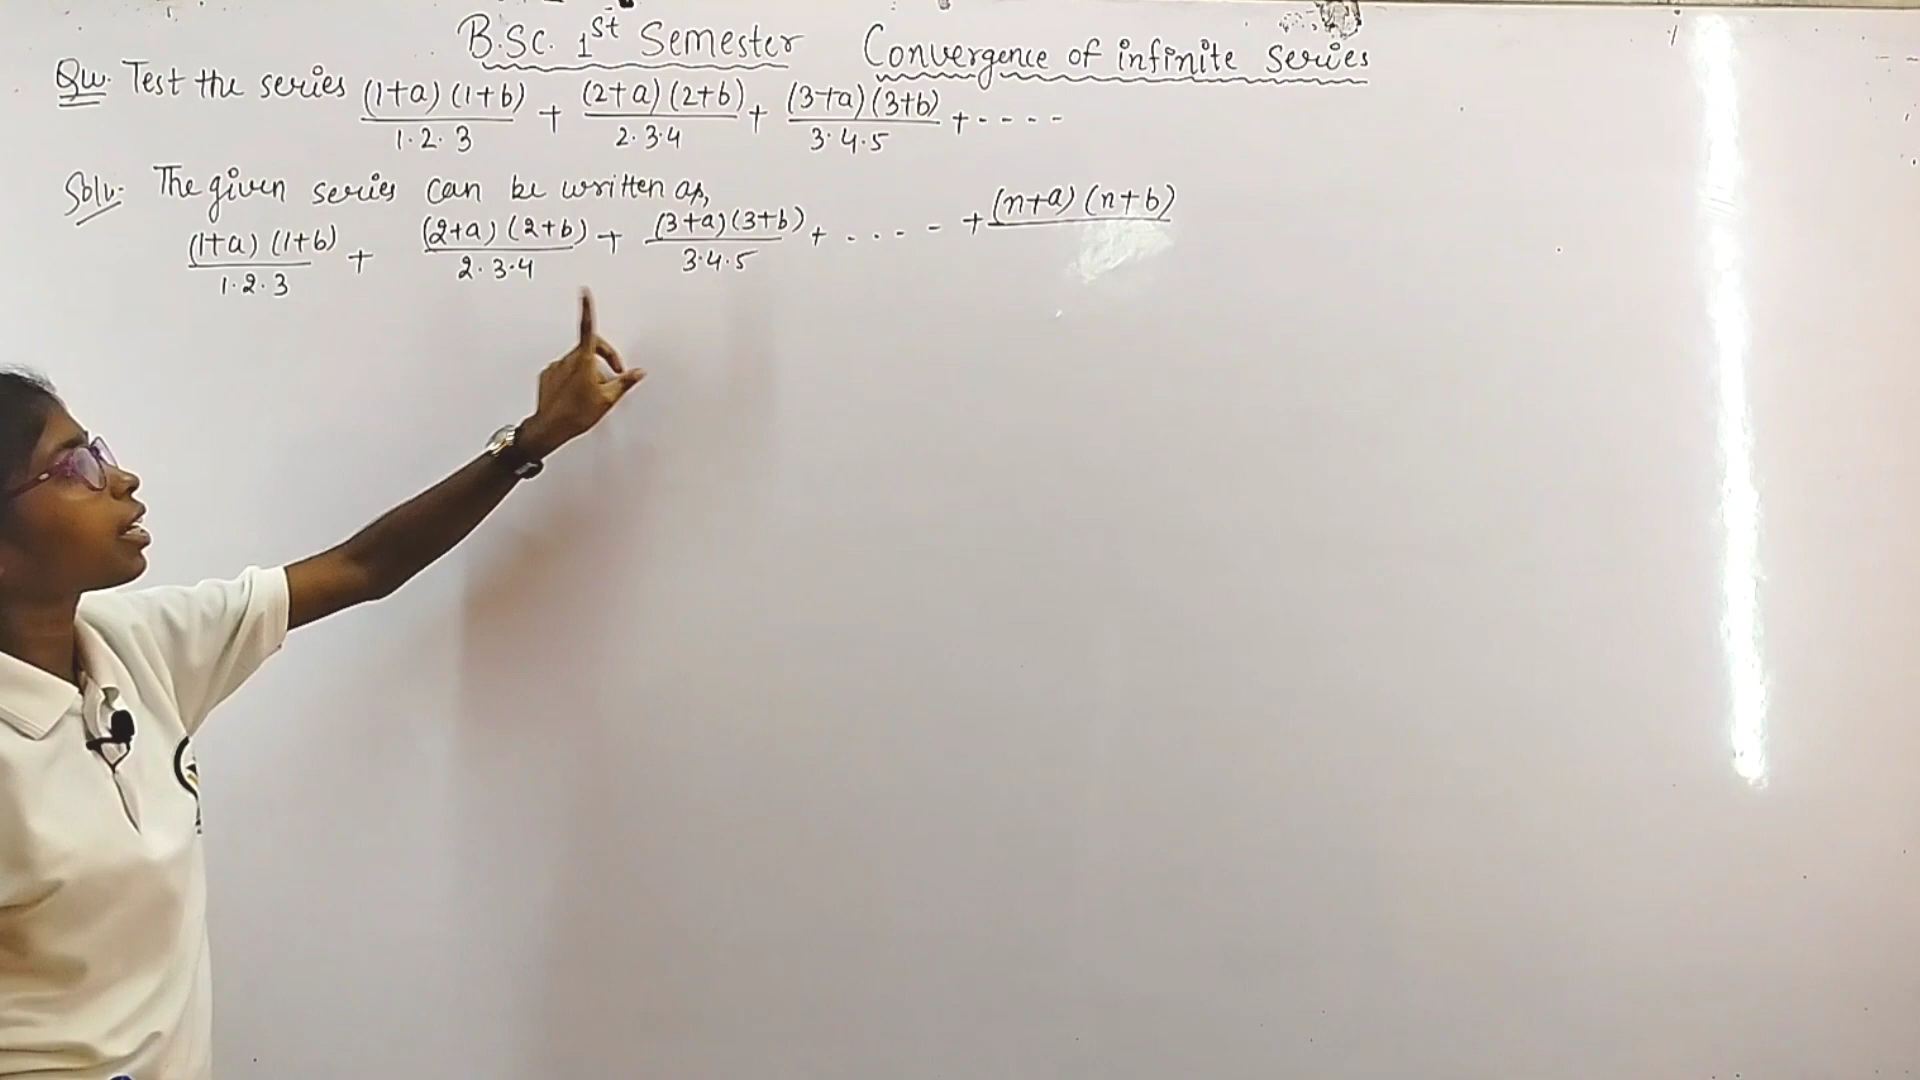 B.Sc. 1st Semester Convergence of infinite series
Qu. Test the series (1+a)(1+b)/1·2·3 + (2+a)(2+b)/2·3·4 + (3+a)(3+b)/3·4·5 + - - - -
Solu. The given series can be written as,
(1+a)(1+b)/1·2·3 + (2+a)(2+b)/2·3·4 + (3+a)(3+b)/3·4·5 + . . . . - + (n+a)(n+b)